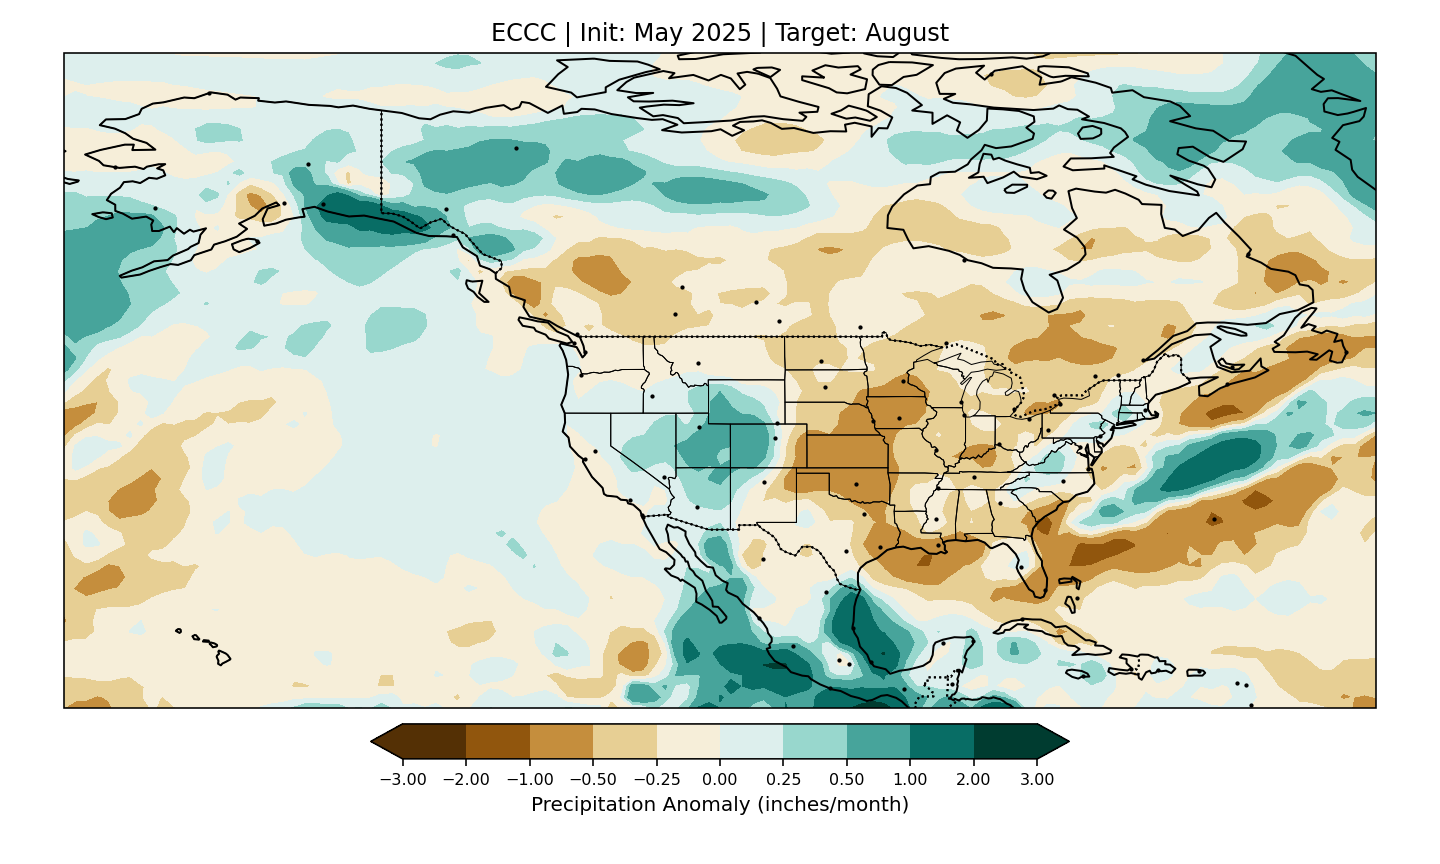 ECCC | Init: May 2025 | Target: August
−3.00 −2.00 −1.00 −0.50 −0.25 0.00 0.25 0.50 1.00 2.00 3.00
Precipitation Anomaly (inches/month)